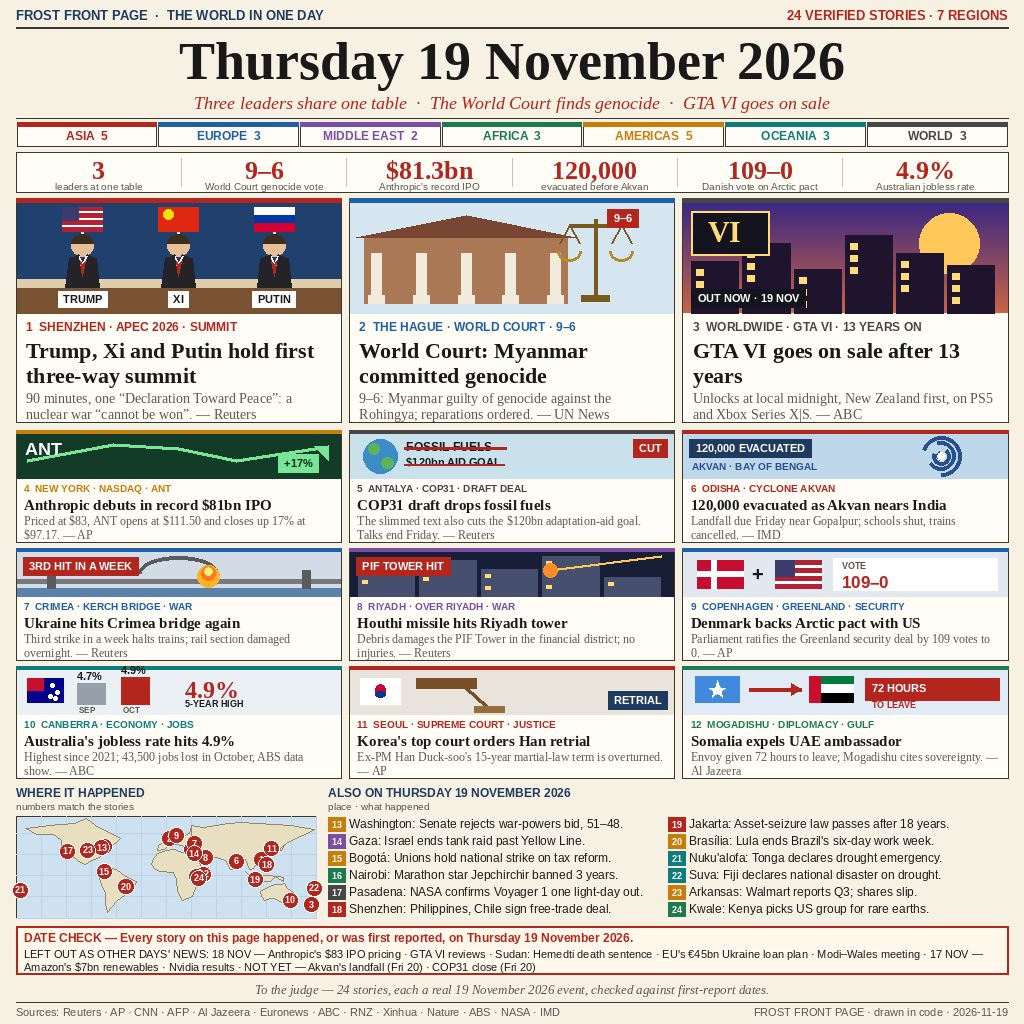 FROST FRONT PAGE · THE WORLD IN ONE DAY
24 VERIFIED STORIES · 7 REGIONS
Thursday 19 November 2026
Three leaders share one table · The World Court finds genocide · GTA VI goes on sale
ASIA 5
EUROPE 3
MIDDLE EAST 2
AFRICA 3
AMERICAS 5
OCEANIA 3
WORLD 3
3
leaders at one table
9–6
World Court genocide vote
$81.3bn
Anthropic's record IPO
120,000
evacuated before Akvan
109–0
Danish vote on Arctic pact
4.9%
Australian jobless rate
TRUMP
XI
PUTIN
1 SHENZHEN · APEC 2026 · SUMMIT
Trump, Xi and Putin hold first
three-way summit
90 minutes, one “Declaration Toward Peace”: a
nuclear war “cannot be won”. — Reuters
9–6
2 THE HAGUE · WORLD COURT · 9–6
World Court: Myanmar
committed genocide
9–6: Myanmar guilty of genocide against the
Rohingya; reparations ordered. — UN News
VI
OUT NOW · 19 NOV
3 WORLDWIDE · GTA VI · 13 YEARS ON
GTA VI goes on sale after 13
years
Unlocks at local midnight, New Zealand first, on PS5
and Xbox Series X|S. — ABC
ANT
+17%
4 NEW YORK · NASDAQ · ANT
Anthropic debuts in record $81bn IPO
Priced at $83, ANT opens at $111.50 and closes up 17% at
$97.17. — AP
FOSSIL FUELS
$120bn AID GOAL
CUT
5 ANTALYA · COP31 · DRAFT DEAL
COP31 draft drops fossil fuels
The slimmed text also cuts the $120bn adaptation-aid goal.
Talks end Friday. — Reuters
120,000 EVACUATED
AKVAN · BAY OF BENGAL
6 ODISHA · CYCLONE AKVAN
120,000 evacuated as Akvan nears India
Landfall due Friday near Gopalpur; schools shut, trains
cancelled. — IMD
3RD HIT IN A WEEK
7 CRIMEA · KERCH BRIDGE · WAR
Ukraine hits Crimea bridge again
Third strike in a week halts trains; rail section damaged
overnight. — Reuters
PIF TOWER HIT
8 RIYADH · OVER RIYADH · WAR
Houthi missile hits Riyadh tower
Debris damages the PIF Tower in the financial district; no
injuries. — Reuters
+
VOTE
109–0
9 COPENHAGEN · GREENLAND · SECURITY
Denmark backs Arctic pact with US
Parliament ratifies the Greenland security deal by 109 votes to
0. — AP
4.7%
SEP
4.9%
OCT
4.9%
5-YEAR HIGH
10 CANBERRA · ECONOMY · JOBS
Australia's jobless rate hits 4.9%
Highest since 2021; 43,500 jobs lost in October, ABS data
show. — ABC
RETRIAL
11 SEOUL · SUPREME COURT · JUSTICE
Korea's top court orders Han retrial
Ex-PM Han Duck-soo's 15-year martial-law term is overturned.
— AP
72 HOURS
TO LEAVE
12 MOGADISHU · DIPLOMACY · GULF
Somalia expels UAE ambassador
Envoy given 72 hours to leave; Mogadishu cites sovereignty. —
Al Jazeera
WHERE IT HAPPENED
numbers match the stories
17
23
13
9
7
14
8
6
11
18
15
20
24
19
21
22
10
3
ALSO ON THURSDAY 19 NOVEMBER 2026
place · what happened
13 Washington: Senate rejects war-powers bid, 51–48.
14 Gaza: Israel ends tank raid past Yellow Line.
15 Bogotá: Unions hold national strike on tax reform.
16 Nairobi: Marathon star Jepchirchir banned 3 years.
17 Pasadena: NASA confirms Voyager 1 one light-day out.
18 Shenzhen: Philippines, Chile sign free-trade deal.
19 Jakarta: Asset-seizure law passes after 18 years.
20 Brasília: Lula ends Brazil's six-day work week.
21 Nuku'alofa: Tonga declares drought emergency.
22 Suva: Fiji declares national disaster on drought.
23 Arkansas: Walmart reports Q3; shares slip.
24 Kwale: Kenya picks US group for rare earths.
DATE CHECK — Every story on this page happened, or was first reported, on Thursday 19 November 2026.
LEFT OUT AS OTHER DAYS' NEWS: 18 NOV — Anthropic's $83 IPO pricing · GTA VI reviews · Sudan: Hemedti death sentence · EU's €45bn Ukraine loan plan · Modi–Wales meeting · 17 NOV —
Amazon's $7bn renewables · Nvidia results · NOT YET — Akvan's landfall (Fri 20) · COP31 close (Fri 20)
To the judge — 24 stories, each a real 19 November 2026 event, checked against first-report dates.
Sources: Reuters · AP · CNN · AFP · Al Jazeera · Euronews · ABC · RNZ · Xinhua · Nature · ABS · NASA · IMD
FROST FRONT PAGE · drawn in code · 2026-11-19